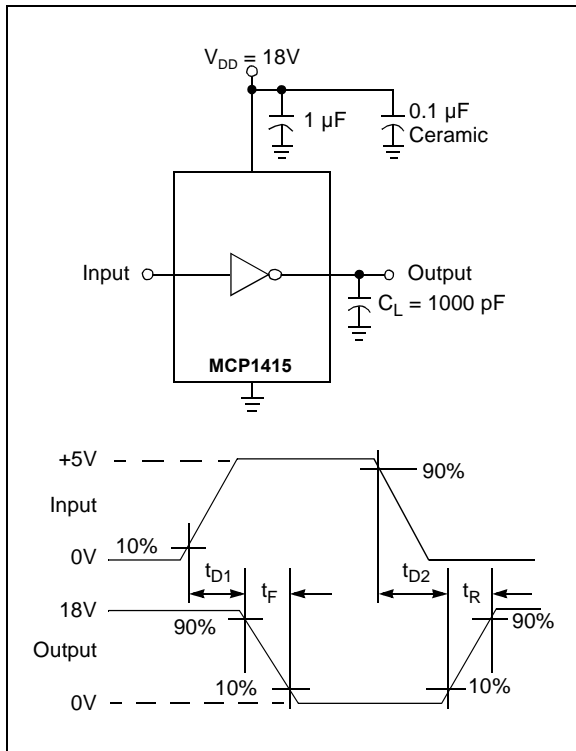 V_DD = 18V
1 µF
0.1 µF
Ceramic
Input
Output
C_L = 1000 pF
MCP1415
+5V
90%
Input
10%
0V
t_D1
t_F
t_D2
t_R
18V
90%
90%
Output
10%
10%
0V